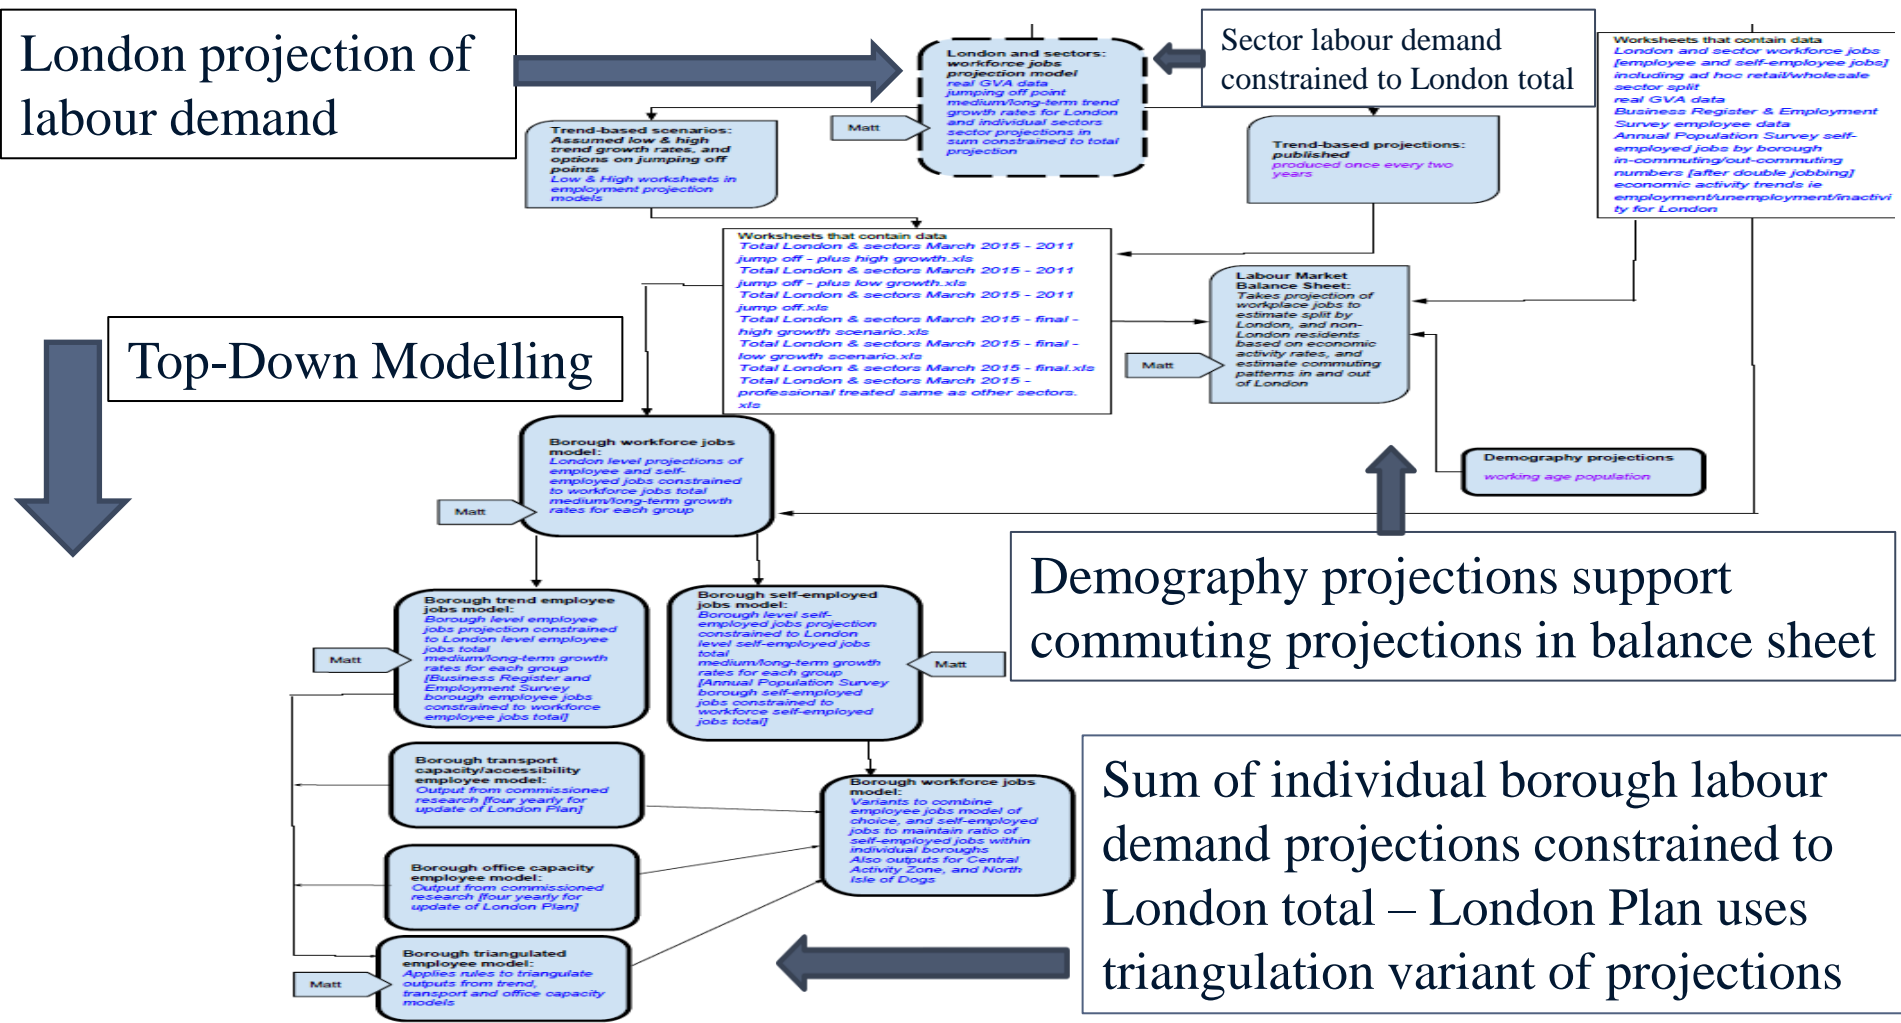 London projection of
labour demand
London and sectors:
workforce jobs
projection model
real GVA data
jumping off point
medium/long-term trend
growth rates for London
and individual sectors
sector projections in
sum constrained to total
projection
Matt
Sector labour demand
constrained to London total
Worksheets that contain data
London and sector workforce jobs
[employee and self-employee jobs]
including ad hoc retail/wholesale
sector split
real GVA data
Business Register & Employment
Survey employee data
Annual Population Survey self-
employed jobs by borough
in-commuting/out-commuting
numbers [after double jobbing]
economic activity trends ie
employment/unemployment/inactivi
ty for London
Trend-based scenarios:
Assumed low & high
trend growth rates, and
options on jumping off
points
Low & High worksheets in
employment projection
models
Trend-based projections:
published
produced once every two
years
Worksheets that contain data
Total London & sectors March 2015 - 2011
jump off - plus high growth.xls
Total London & sectors March 2015 - 2011
jump off - plus low growth.xls
Total London & sectors March 2015 - 2011
jump off.xls
Total London & sectors March 2015 - final -
high growth scenario.xls
Total London & sectors March 2015 - final -
low growth scenario.xls
Total London & sectors March 2015 - final.xls
Total London & sectors March 2015 -
professional treated same as other sectors.
xls
Labour Market
Balance Sheet:
Takes projection of
workplace jobs to
estimate split by
London, and non-
London residents
based on economic
activity rates, and
estimate commuting
patterns in and out
of London
Matt
Top-Down Modelling
Demography projections
working age population
Borough workforce jobs
model:
London level projections of
employee and self-
employed jobs constrained
to workforce jobs total
medium/long-term growth
rates for each group
Matt
Demography projections support
commuting projections in balance sheet
Borough trend employee
jobs model:
Borough level employee
jobs projection constrained
to London level employee
jobs total
medium/long-term growth
rates for each group
[Business Register and
Employment Survey
borough employee jobs
constrained to workforce
employee jobs total]
Matt
Borough self-employed
jobs model:
Borough level self-
employed jobs projection
constrained to London
level self-employed jobs
total
medium/long-term growth
rates for each group
[Annual Population Survey
borough self-employed
jobs constrained to
workforce self-employed
jobs total]
Matt
Borough transport
capacity/accessibility
employee model:
Output from commissioned
research [four yearly for
update of London Plan]
Borough workforce jobs
model:
Variants to combine
employee jobs model of
choice, and self-employed
jobs to maintain ratio of
self-employed jobs within
individual boroughs
Also outputs for Central
Activity Zone, and North
Isle of Dogs
Borough office capacity
employee model:
Output from commissioned
research [four yearly for
update of London Plan]
Borough triangulated
employee model:
Applies rules to triangulate
outputs from trend,
transport and office capacity
models
Matt
Sum of individual borough labour
demand projections constrained to
London total – London Plan uses
triangulation variant of projections